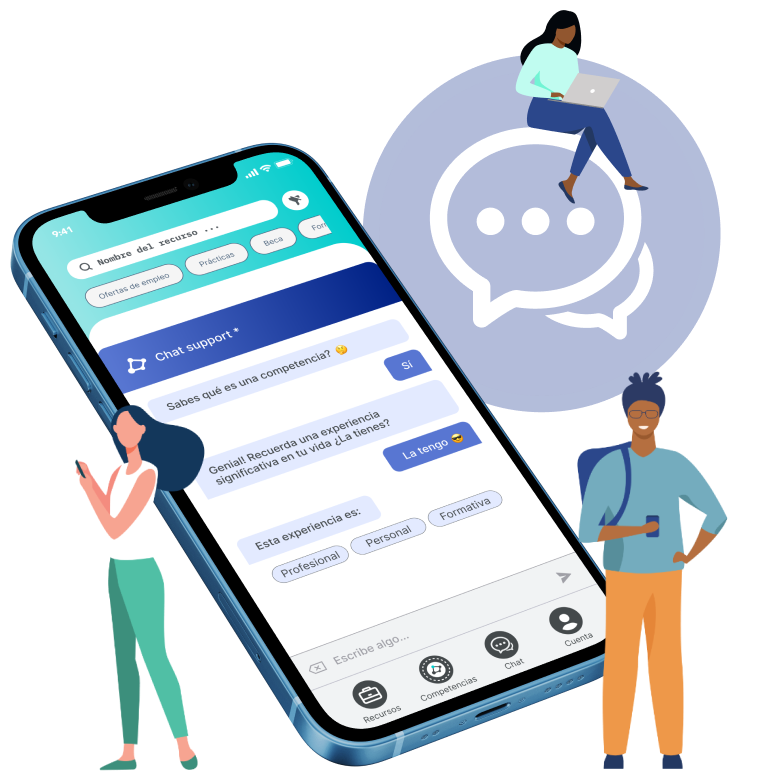 9:41
Nombre del recurso ...
Ofertas de empleo
Prácticas
Beca
Chat support *
Sabes qué es una competencia? 🤔
Sí
Genial! Recuerda una experiencia
significativa en tu vida ¿La tienes?
La tengo 😎
Esta experiencia es:
Profesional
Personal
Formativa
Escribe algo...
Recursos
Competencias
Chat
Cuenta